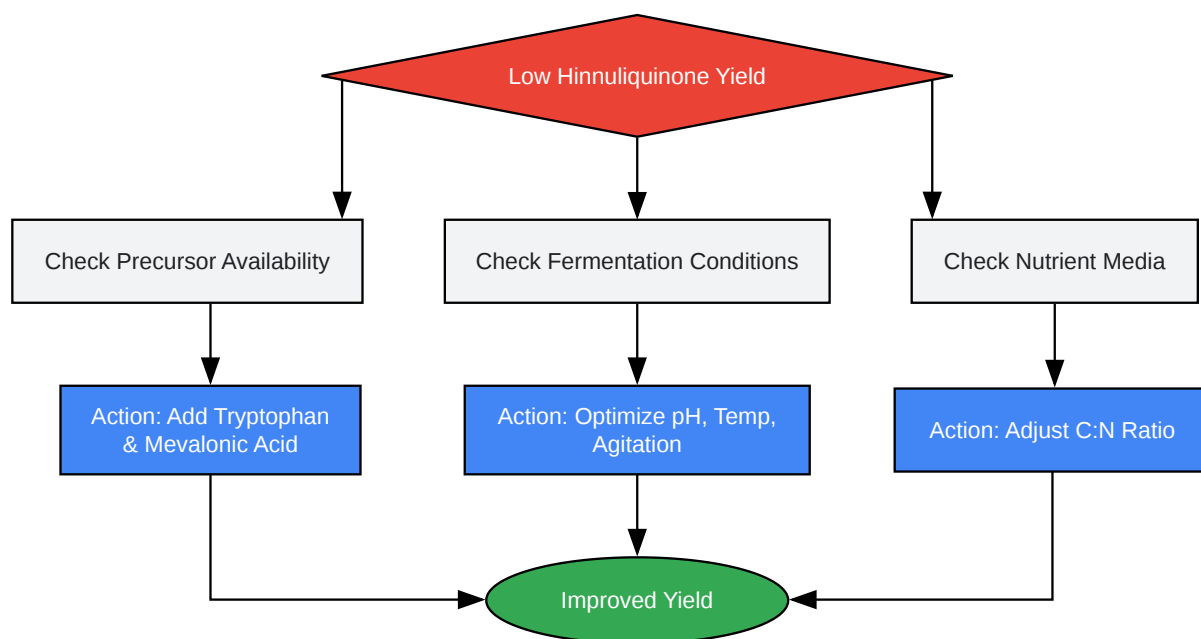 Low Hinnuliquinone Yield
Check Precursor Availability
Check Fermentation Conditions
Check Nutrient Media
Action: Add Tryptophan
& Mevalonic Acid
Action: Optimize pH, Temp,
Agitation
Action: Adjust C:N Ratio
Improved Yield